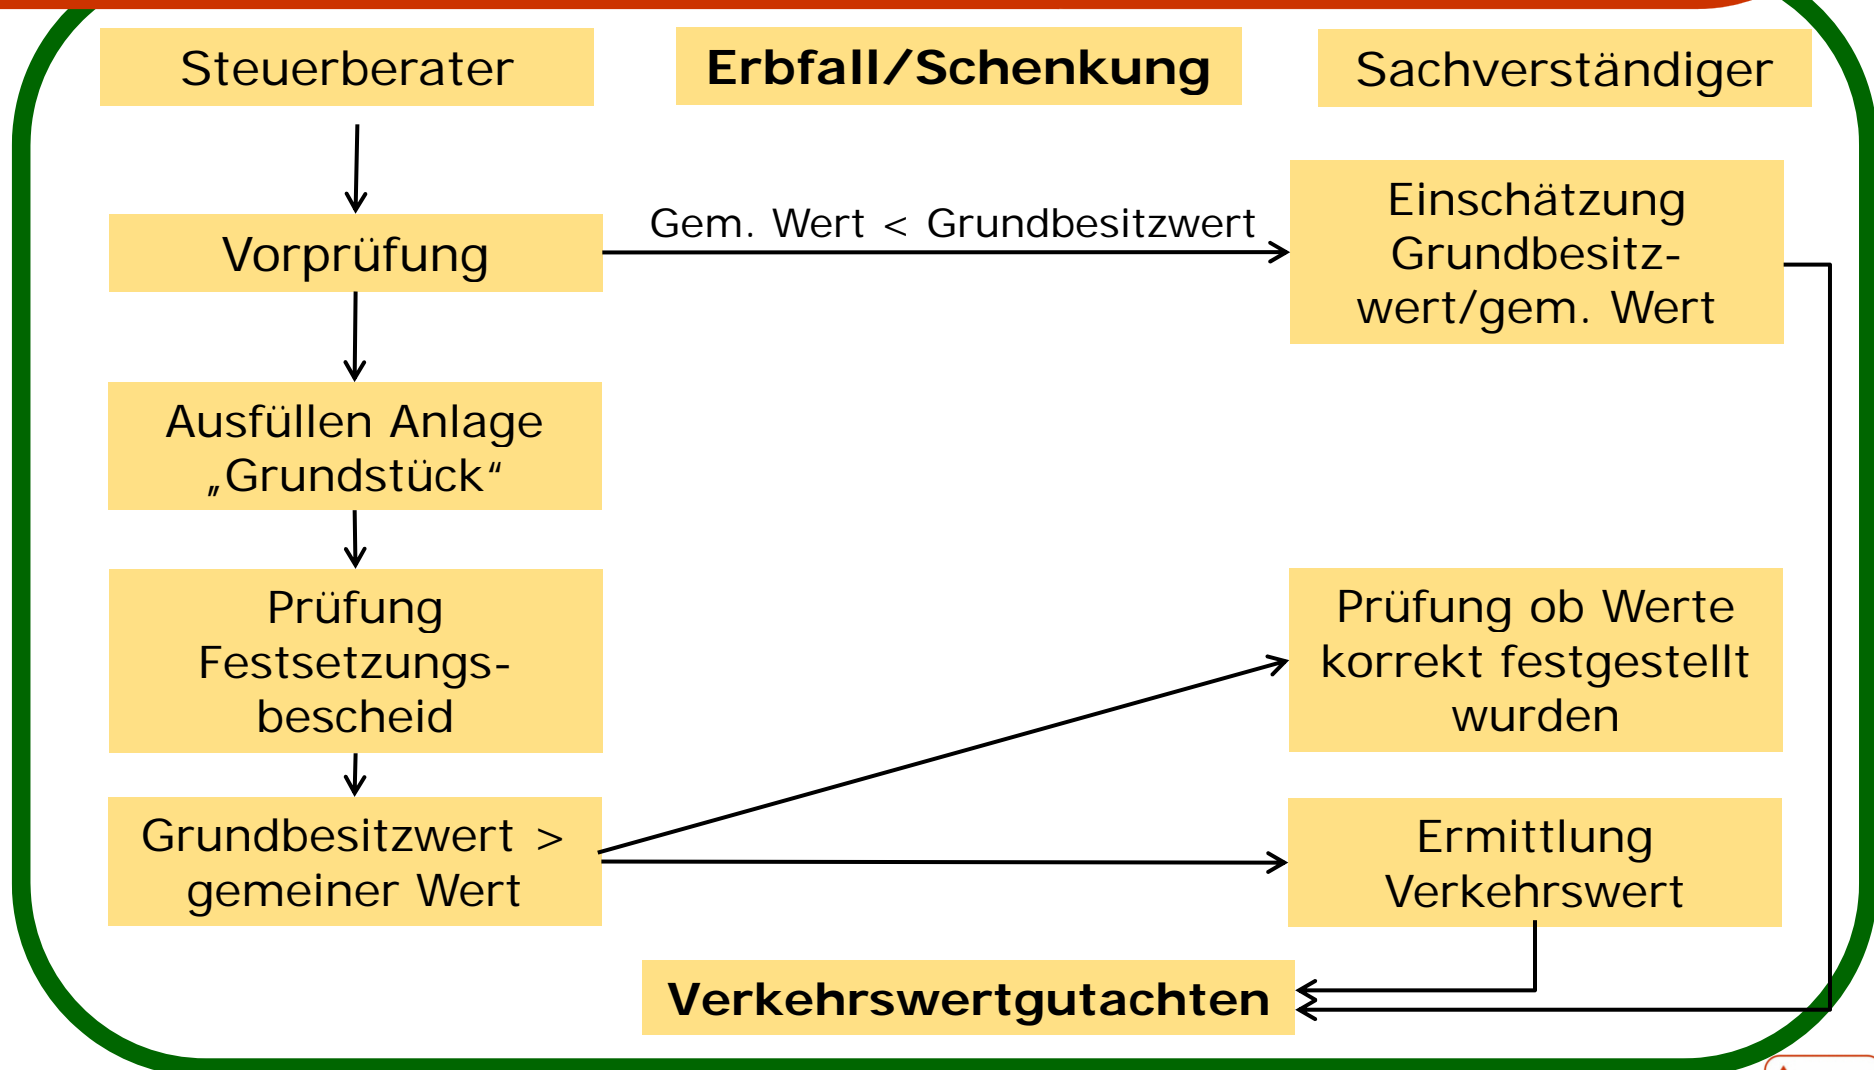 Steuerberater
Erbfall/Schenkung
Sachverständiger
Vorprüfung
Gem. Wert < Grundbesitzwert
Einschätzung
Grundbesitz-
wert/gem. Wert
Ausfüllen Anlage
„Grundstück“
Prüfung
Festsetzungs-
bescheid
Prüfung ob Werte
korrekt festgestellt
wurden
Grundbesitzwert >
gemeiner Wert
Ermittlung
Verkehrswert
Verkehrswertgutachten